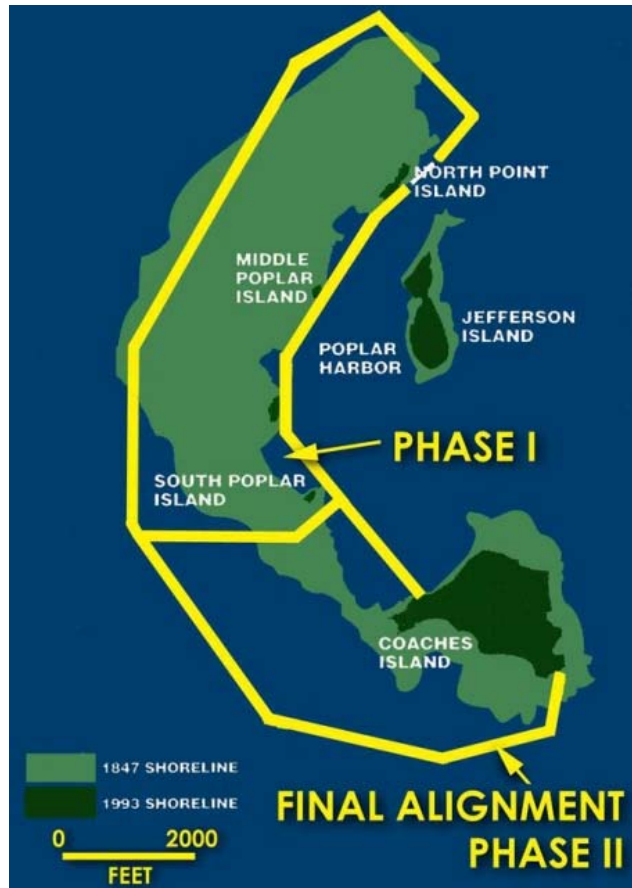 NORTH POINT
ISLAND
MIDDLE
POPLAR
ISLAND
JEFFERSON
ISLAND
POPLAR
HARBOR
PHASE I
SOUTH POPLAR
ISLAND
COACHES
ISLAND
1847 SHORELINE
1993 SHORELINE
FINAL ALIGNMENT
PHASE II
0 2000
FEET